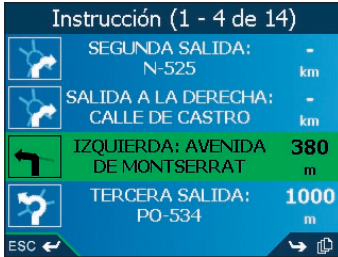 Instrucción (1 - 4 de 14)
SEGUNDA SALIDA: -
N-525 km
SALIDA A LA DERECHA: -
CALLE DE CASTRO km
IZQUIERDA: AVENIDA 380
DE MONTSERRAT m
TERCERA SALIDA: 1000
PO-534 m
ESC